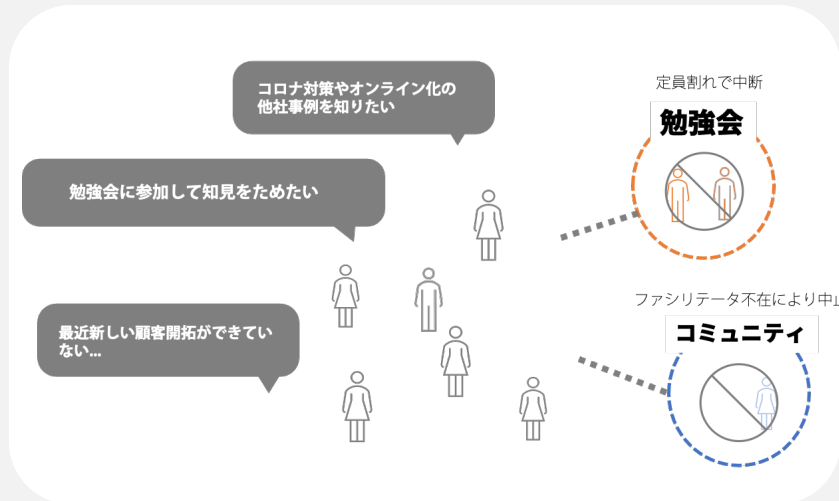 コロナ対策やオンライン化の
他社事例を知りたい
勉強会に参加して知見をためたい
最近新しい顧客開拓ができてい
ない...
定員割れで中断
勉強会
ファシリテータ不在により中止
コミュニティ